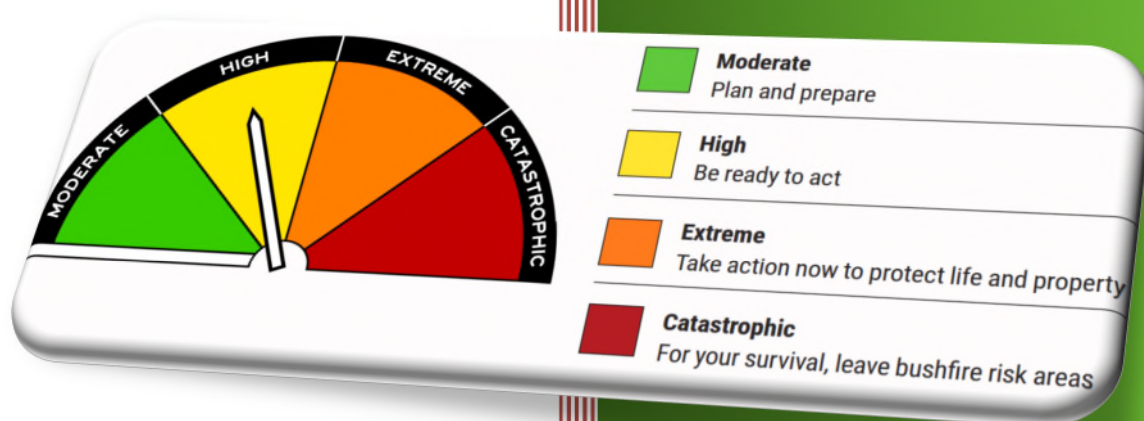 MODERATE
HIGH
EXTREME
CATASTROPHIC
Moderate
Plan and prepare
High
Be ready to act
Extreme
Take action now to protect life and property
Catastrophic
For your survival, leave bushfire risk areas